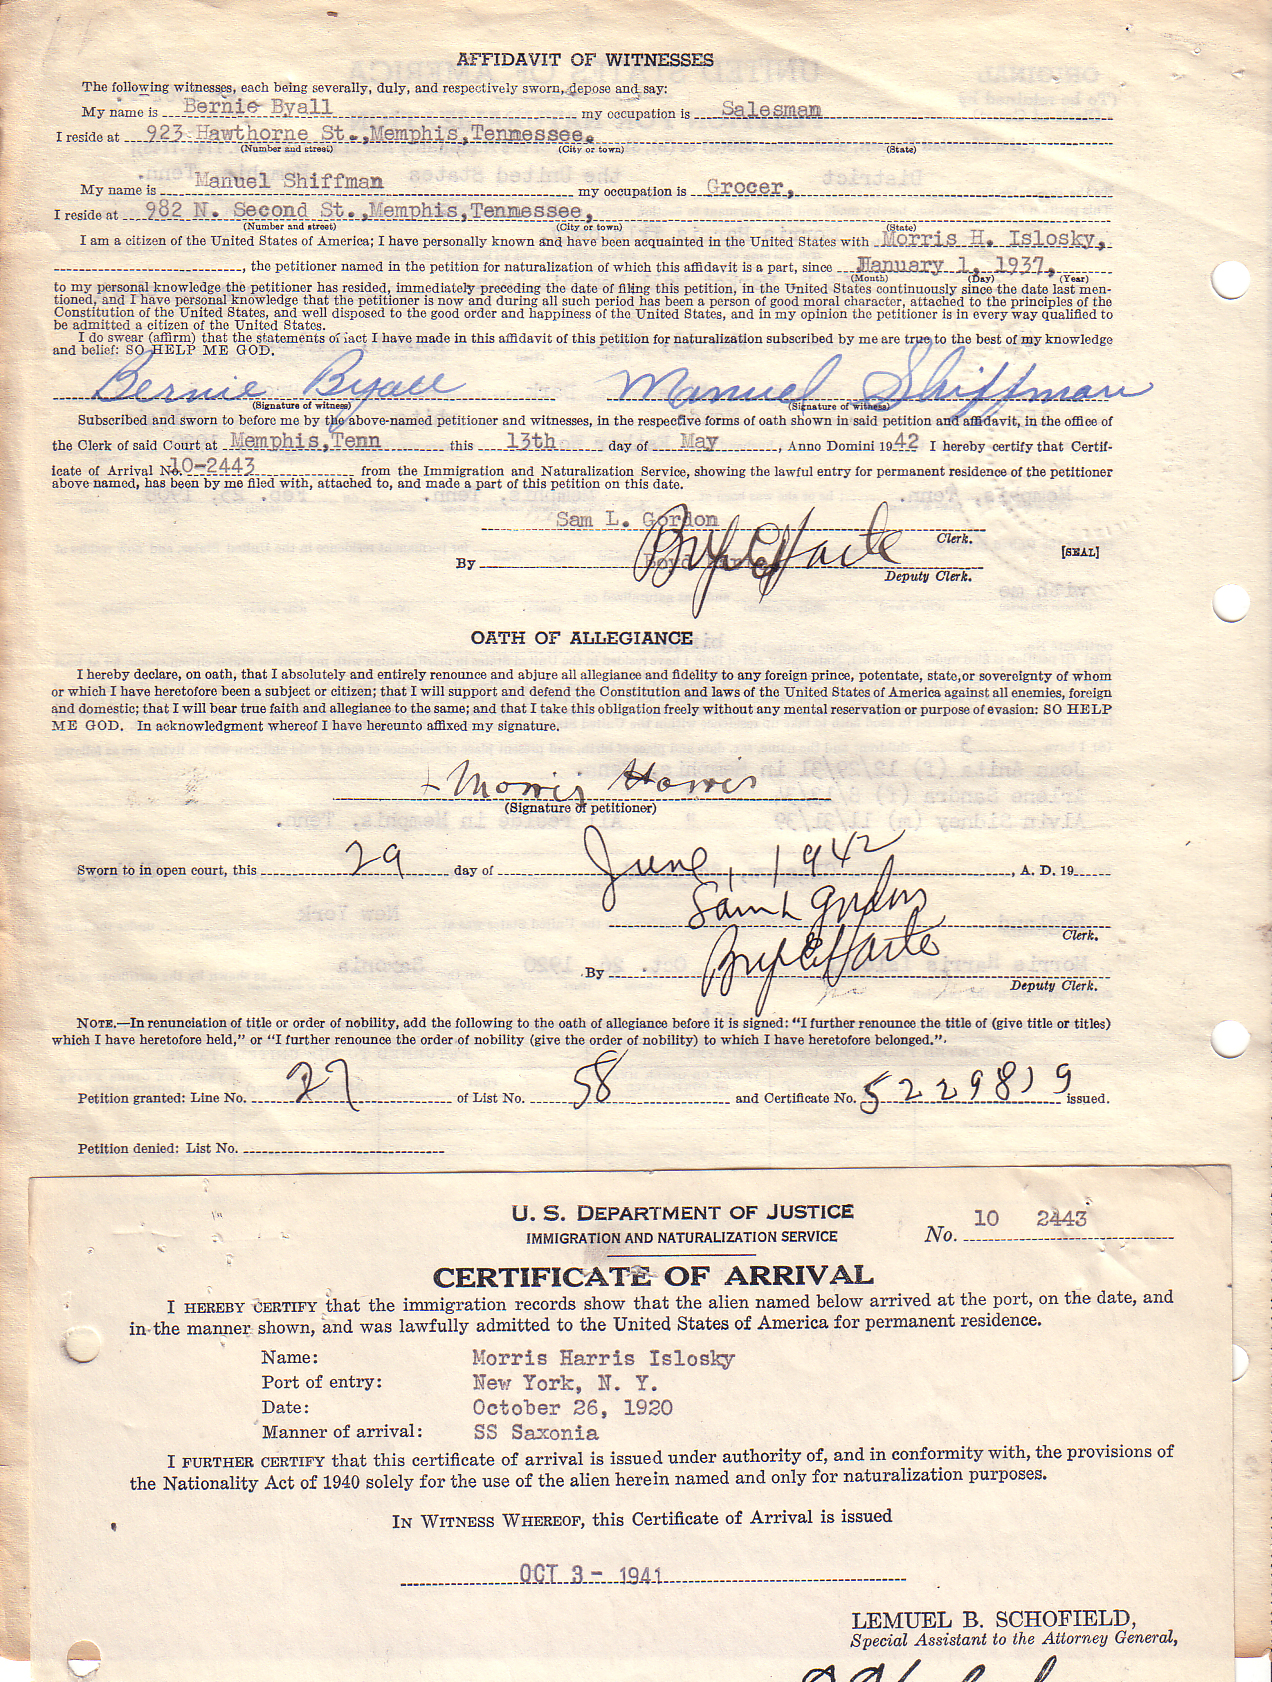 AFFIDAVIT OF WITNESSES
The following witnesses, each being severally, duly, and respectively sworn, depose and say:
My name is Bernie Byall my occupation is Salesman
I reside at 923 Hawthorne St., Memphis, Tennessee.
(Number and street) (City or town) (State)
My name is Manuel Shiffman my occupation is Grocer,
I reside at 982 N. Second St., Memphis, Tennessee,
(Number and street) (City or town) (State)
I am a citizen of the United States of America; I have personally known and have been acquainted in the United States with Morris H. Islosky,
, the petitioner named in the petition for naturalization of which this affidavit is a part, since January 1, 1937,
(Month) (Day) (Year)
to my personal knowledge the petitioner has resided, immediately preceding the date of filing this petition, in the United States continuously since the date last men-
tioned, and I have personal knowledge that the petitioner is now and during all such period has been a person of good moral character, attached to the principles of the
Constitution of the United States, and well disposed to the good order and happiness of the United States, and in my opinion the petitioner is in every way qualified to
be admitted a citizen of the United States.
I do swear (affirm) that the statements of fact I have made in this affidavit of this petition for naturalization subscribed by me are true to the best of my knowledge
and belief: SO HELP ME GOD.
Bernie Byall Manuel Shiffman
(Signature of witness) (Signature of witness)
Subscribed and sworn to before me by the above-named petitioner and witnesses, in the respective forms of oath shown in said petition and affidavit, in the office of
the Clerk of said Court at Memphis, Tenn this 13th day of May, Anno Domini 1942 I hereby certify that Certif-
icate of Arrival No. 10-2443 from the Immigration and Naturalization Service, showing the lawful entry for permanent residence of the petitioner
above named, has been by me filed with, attached to, and made a part of this petition on this date.
Sam L. Gordon
Clerk.
[SEAL]
By
Deputy Clerk.
OATH OF ALLEGIANCE
I hereby declare, on oath, that I absolutely and entirely renounce and abjure all allegiance and fidelity to any foreign prince, potentate, state, or sovereignty of whom
or which I have heretofore been a subject or citizen; that I will support and defend the Constitution and laws of the United States of America against all enemies, foreign
and domestic; that I will bear true faith and allegiance to the same; and that I take this obligation freely without any mental reservation or purpose of evasion: SO HELP
ME GOD. In acknowledgment whereof I have hereunto affixed my signature.
Morris Harris
(Signature of petitioner)
Sworn to in open court, this 29 day of June, 1942, A. D. 19
Sam L Gordon
Clerk.
By
Deputy Clerk.
NOTE.—In renunciation of title or order of nobility, add the following to the oath of allegiance before it is signed: "I further renounce the title of (give title or titles)
which I have heretofore held," or "I further renounce the order of nobility (give the order of nobility) to which I have heretofore belonged."
Petition granted: Line No. 27 of List No. 58 and Certificate No. 5229819 issued.
Petition denied: List No.
U. S. DEPARTMENT OF JUSTICE
IMMIGRATION AND NATURALIZATION SERVICE
No. 10 2443
CERTIFICATE OF ARRIVAL
I HEREBY CERTIFY that the immigration records show that the alien named below arrived at the port, on the date, and
in the manner shown, and was lawfully admitted to the United States of America for permanent residence.
Name: Morris Harris Islosky
Port of entry: New York, N. Y.
Date: October 26, 1920
Manner of arrival: SS Saxonia
I FURTHER CERTIFY that this certificate of arrival is issued under authority of, and in conformity with, the provisions of
the Nationality Act of 1940 solely for the use of the alien herein named and only for naturalization purposes.
IN WITNESS WHEREOF, this Certificate of Arrival is issued
OCT 3 - 1941
LEMUEL B. SCHOFIELD,
Special Assistant to the Attorney General,